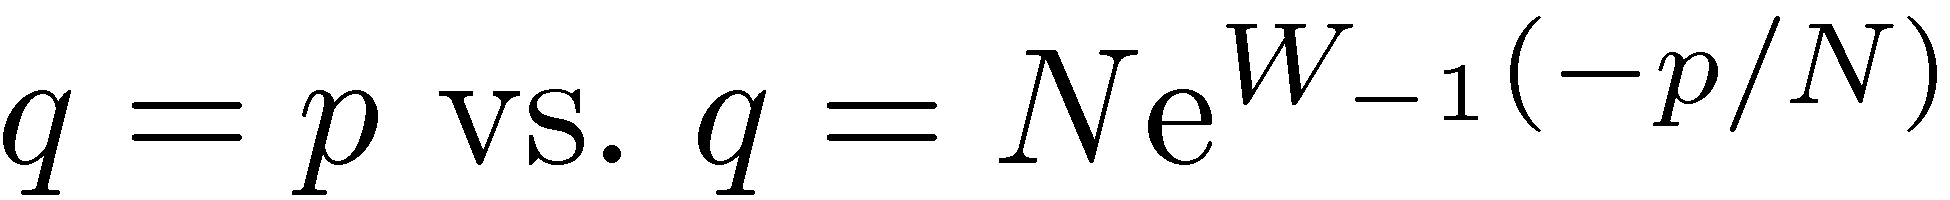 q = p vs. q = Ne^{W_{-1}(-p/N)}